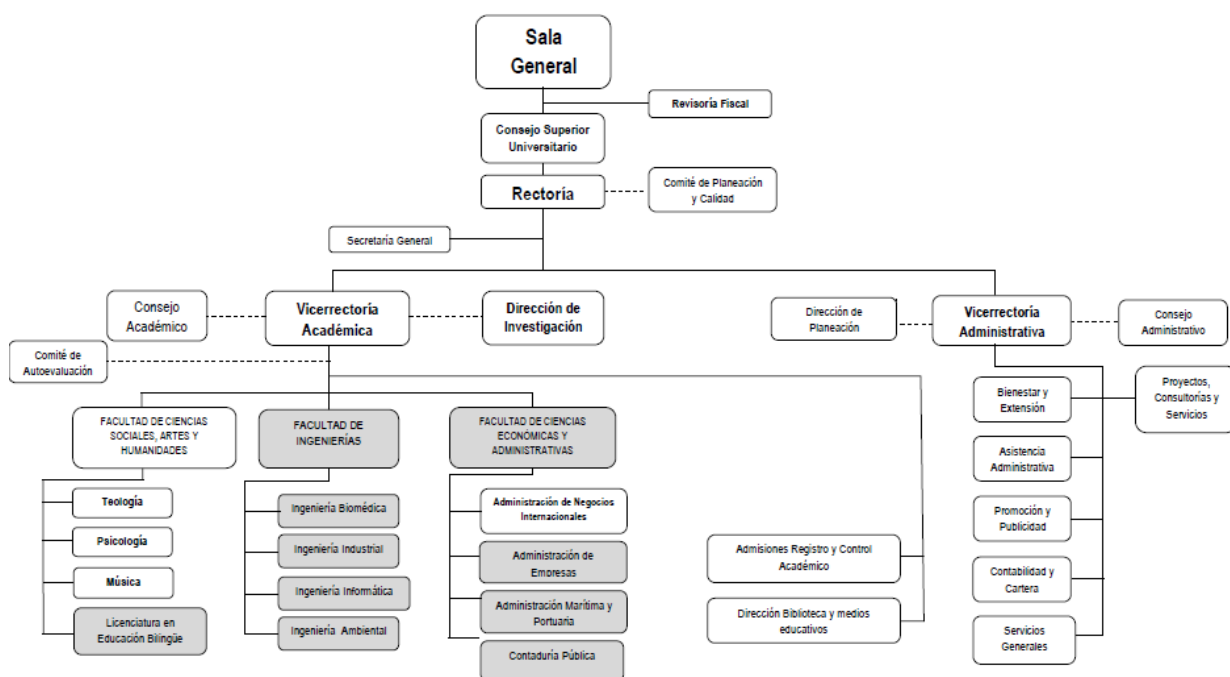 Sala
General
Revisoría Fiscal
Consejo Superior
Universitario
Rectoría
Comité de Planeación
y Calidad
Secretaría General
Consejo
Académico
Vicerrectoría
Académica
Dirección de
Investigación
Dirección de
Planeación
Vicerrectoría
Administrativa
Consejo
Administrativo
Comité de
Autoevaluación
FACULTAD DE CIENCIAS
SOCIALES, ARTES Y
HUMANIDADES
FACULTAD DE
INGENIERÍAS
FACULTAD DE CIENCIAS
ECONÓMICAS Y
ADMINISTRATIVAS
Teología
Psicología
Música
Licenciatura en
Educación Bilingüe
Ingeniería Biomédica
Ingeniería Industrial
Ingeniería Informática
Ingeniería Ambiental
Administración de Negocios
Internacionales
Administración de
Empresas
Administración Marítima y
Portuaria
Contaduría Pública
Admisiones Registro y Control
Académico
Dirección Biblioteca y medios
educativos
Bienestar y
Extensión
Proyectos,
Consultorías y
Servicios
Asistencia
Administrativa
Promoción y
Publicidad
Contabilidad y
Cartera
Servicios
Generales